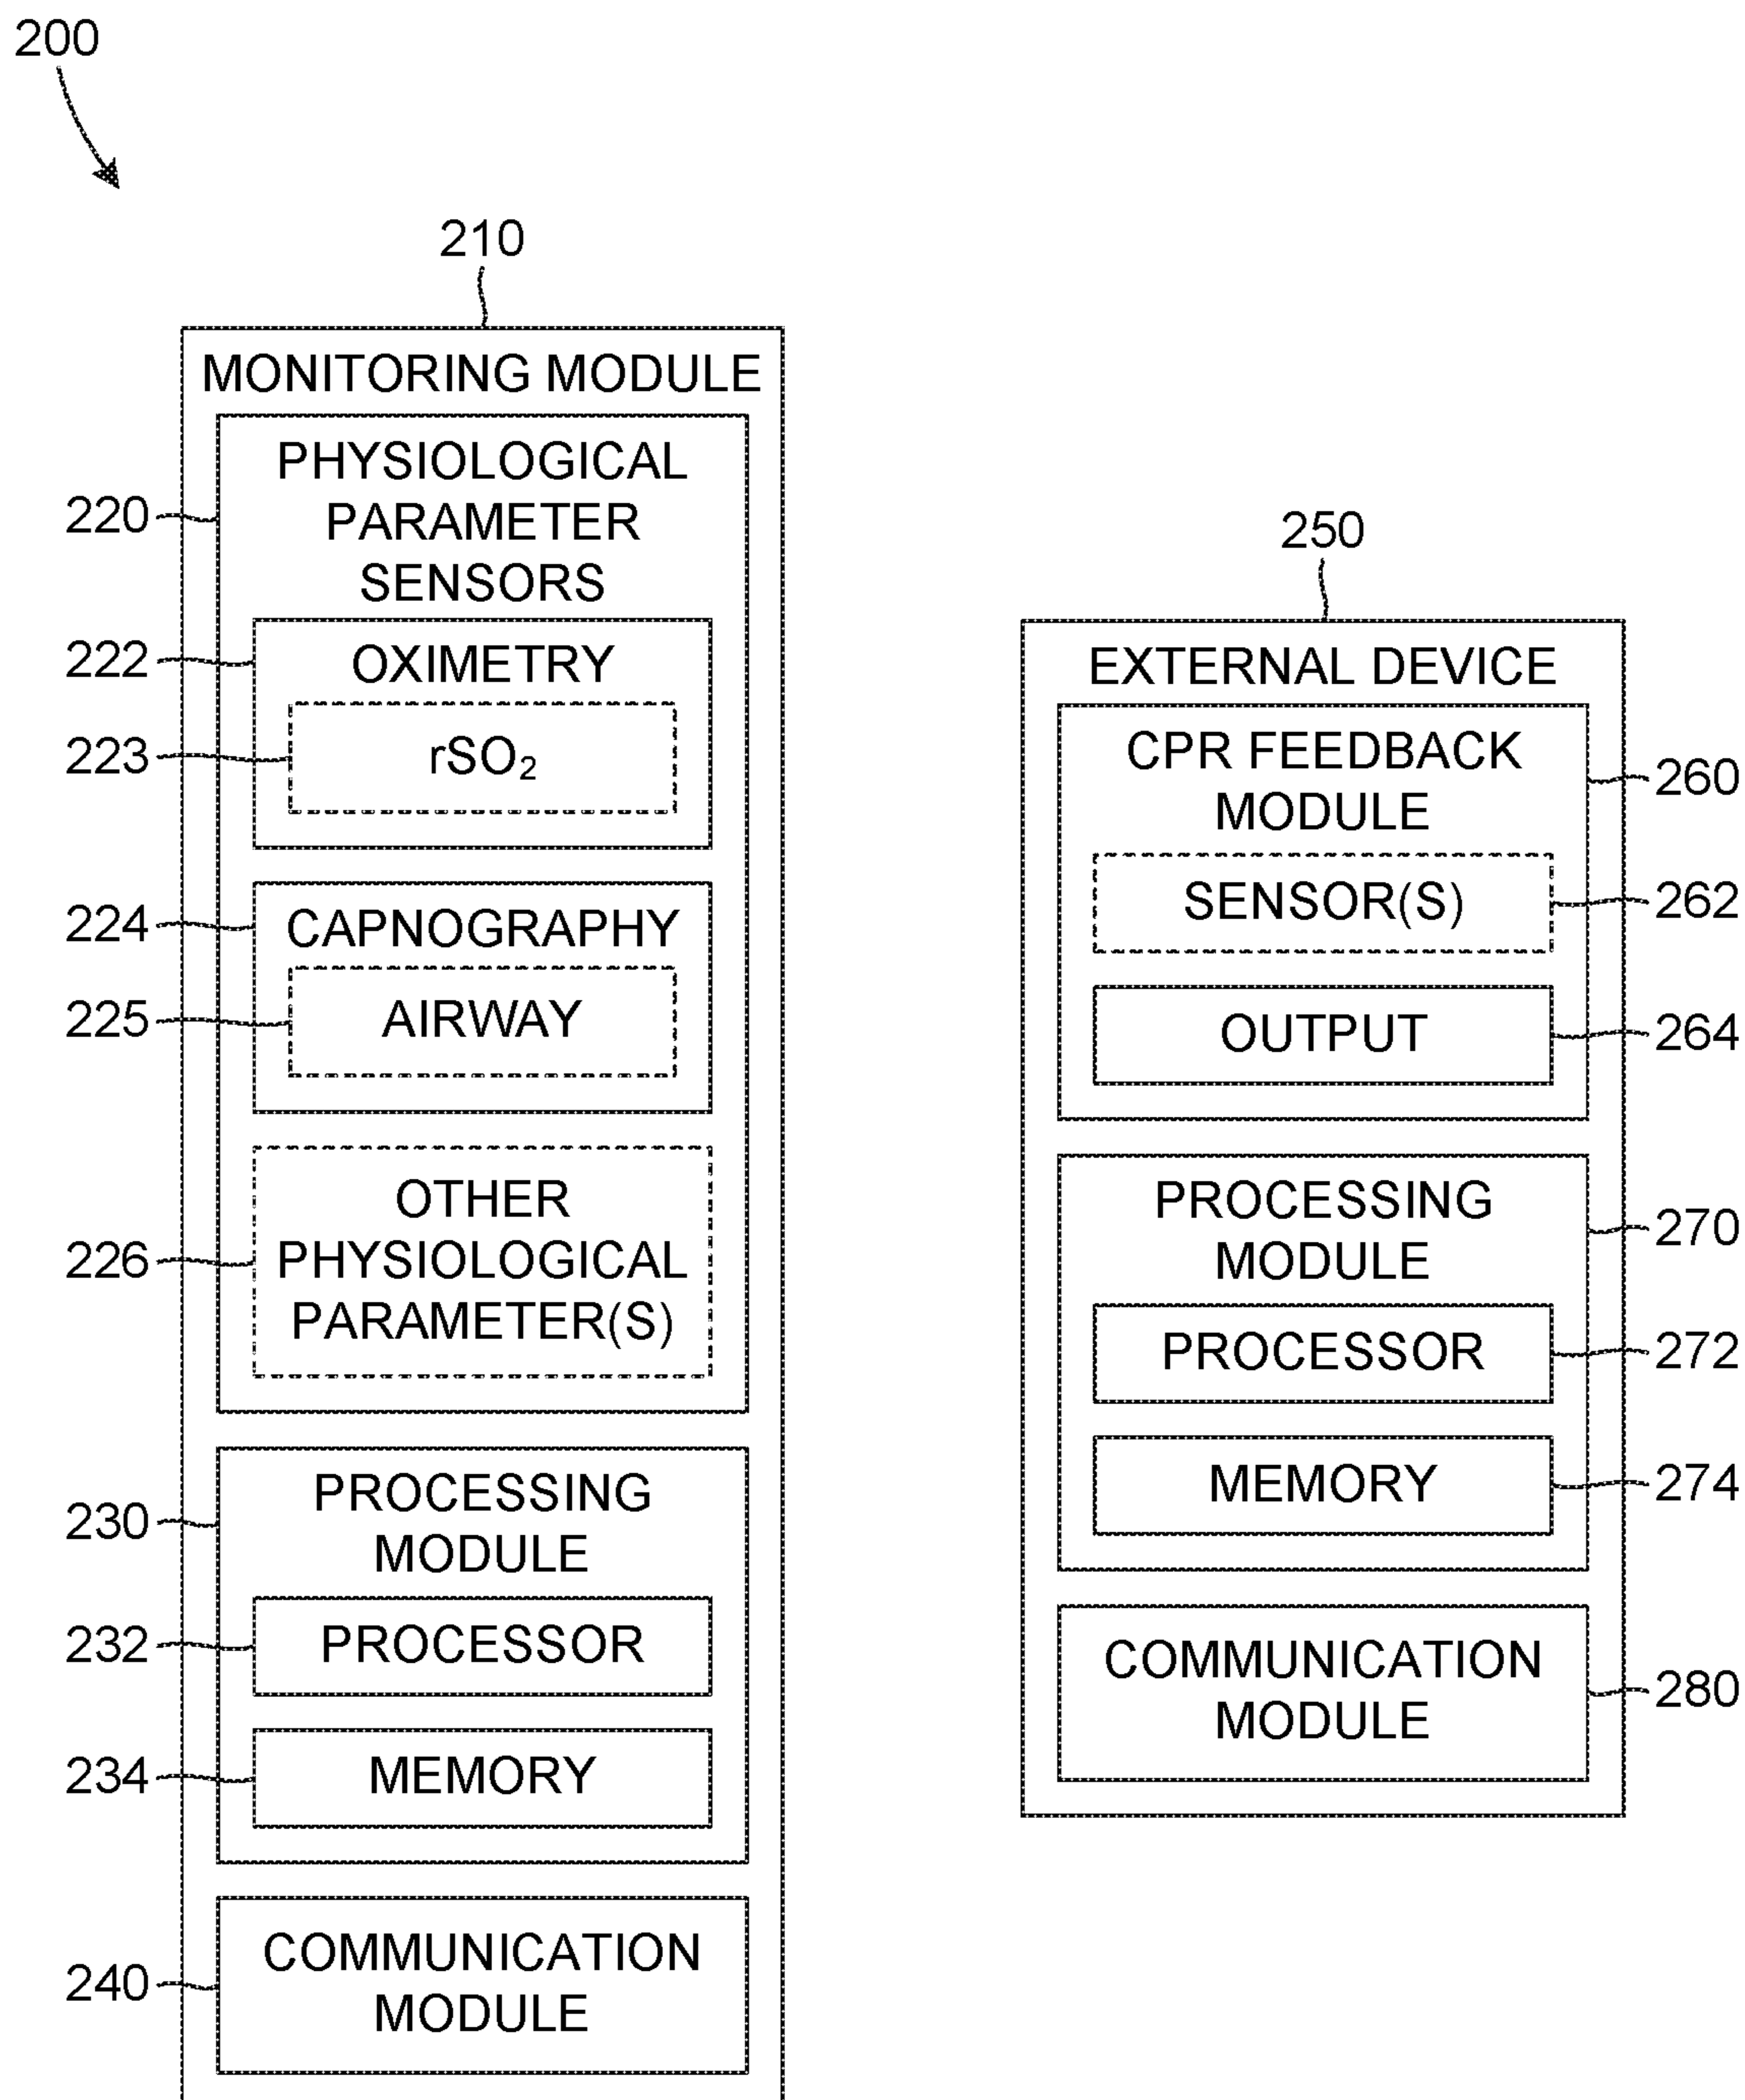 200
210
MONITORING MODULE
220
PHYSIOLOGICAL
PARAMETER
SENSORS
222
OXIMETRY
223
rSO₂
224
CAPNOGRAPHY
225
AIRWAY
226
OTHER
PHYSIOLOGICAL
PARAMETER(S)
230
PROCESSING
MODULE
232
PROCESSOR
234
MEMORY
240
COMMUNICATION
MODULE
250
EXTERNAL DEVICE
CPR FEEDBACK
MODULE
260
SENSOR(S)
262
OUTPUT
264
PROCESSING
MODULE
270
PROCESSOR
272
MEMORY
274
COMMUNICATION
MODULE
280